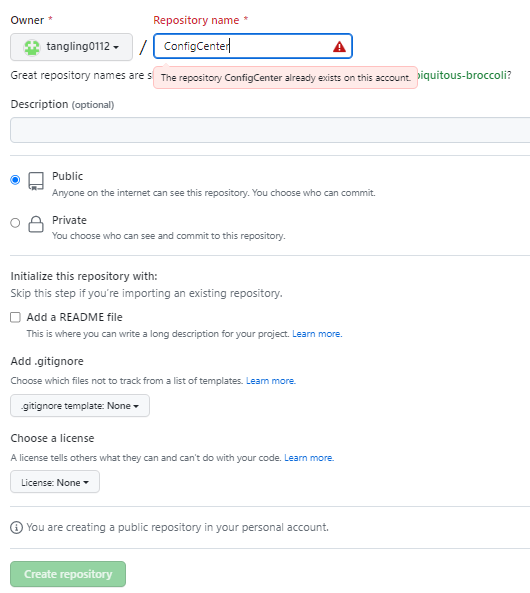 Owner * Repository name *
tangling0112 / ConfigCenter
Great repository names are s
The repository ConfigCenter already exists on this account.
iquitous-broccoli?
Description (optional)
Public
Anyone on the internet can see this repository. You choose who can commit.
Private
You choose who can see and commit to this repository.
Initialize this repository with:
Skip this step if you're importing an existing repository.
Add a README file
This is where you can write a long description for your project. Learn more.
Add .gitignore
Choose which files not to track from a list of templates. Learn more.
.gitignore template: None
Choose a license
A license tells others what they can and can't do with your code. Learn more.
License: None
You are creating a public repository in your personal account.
Create repository